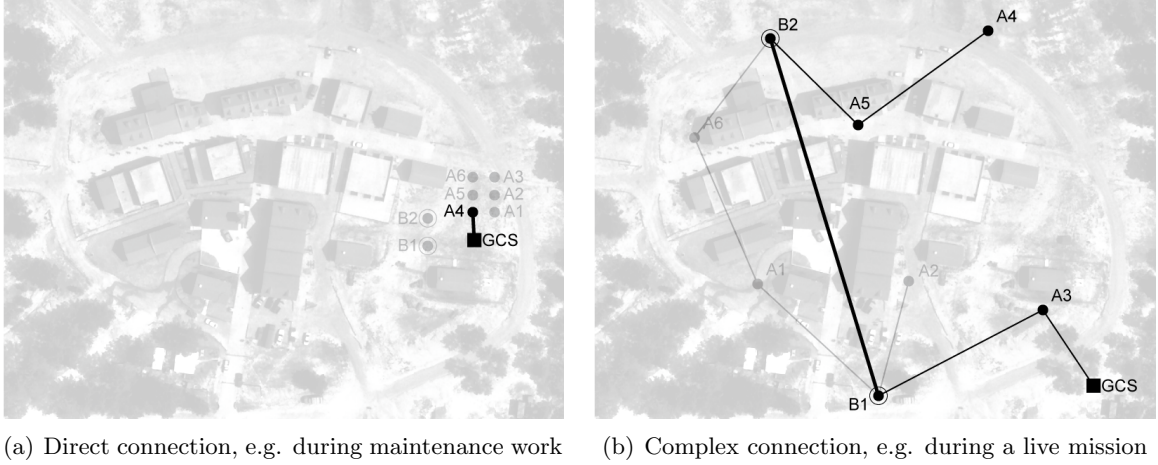 B2
A4
A5
A6
A6 A3
A5 A2
A4 A1
B2
B1 GCS
A1
A2
A3
B1
GCS
(a) Direct connection, e.g. during maintenance work
(b) Complex connection, e.g. during a live mission